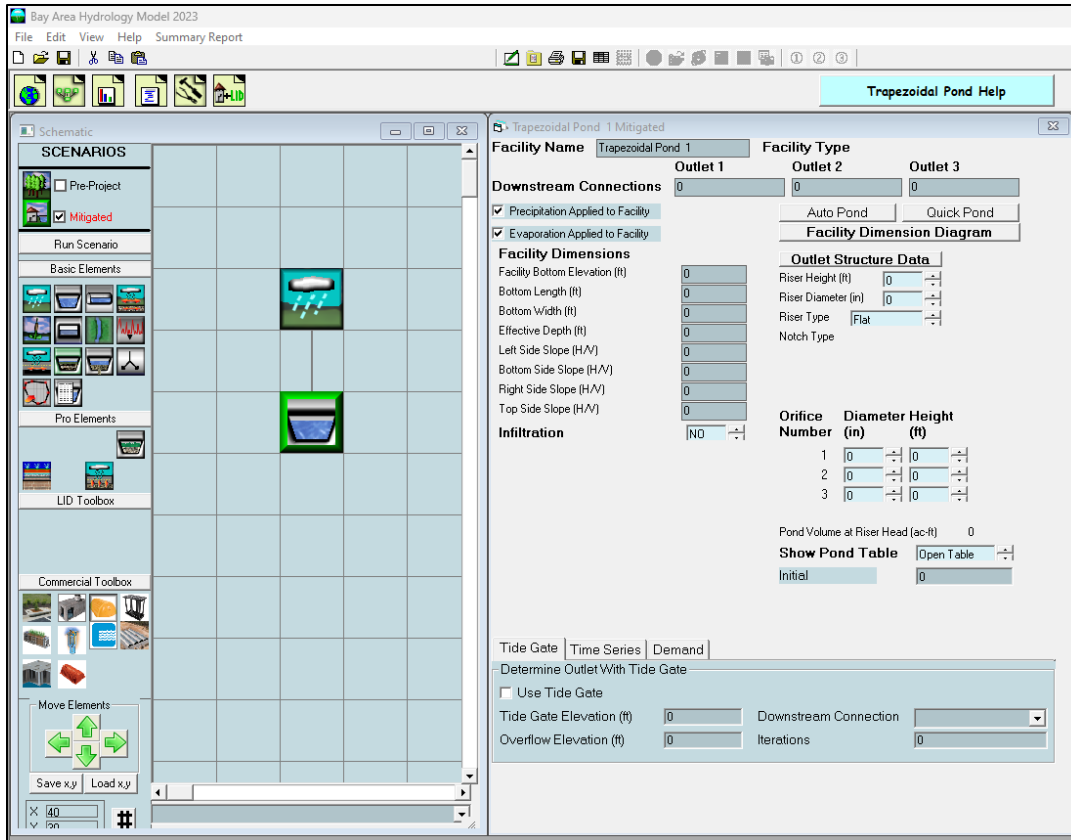 Bay Area Hydrology Model 2023
File Edit View Help Summary Report
① ② ③
+LID
Trapezoidal Pond Help
Schematic
SCENARIOS
Pre-Project
Mitigated
Run Scenario
Basic Elements
Pro Elements
LID Toolbox
Commercial Toolbox
Move Elements
Save x,y Load x,y
X 40
Y 20
#
Trapezoidal Pond 1 Mitigated
Facility Name Trapezoidal Pond 1 Facility Type
Outlet 1 Outlet 2 Outlet 3
Downstream Connections 0 0 0
Precipitation Applied to Facility Auto Pond Quick Pond
Evaporation Applied to Facility Facility Dimension Diagram
Facility Dimensions
Facility Bottom Elevation (ft) 0
Bottom Length (ft) 0
Bottom Width (ft) 0
Effective Depth (ft) 0
Left Side Slope (H/V) 0
Bottom Side Slope (H/V) 0
Right Side Slope (H/V) 0
Top Side Slope (H/V) 0
Infiltration NO
Outlet Structure Data
Riser Height (ft) 0
Riser Diameter (in) 0
Riser Type Flat
Notch Type
Orifice Diameter Height
Number (in) (ft)
1 0 0
2 0 0
3 0 0
Pond Volume at Riser Head (ac-ft) 0
Show Pond Table Open Table
Initial 0
Tide Gate Time Series Demand
Determine Outlet With Tide Gate
Use Tide Gate
Tide Gate Elevation (ft) 0 Downstream Connection
Overflow Elevation (ft) 0 Iterations 0